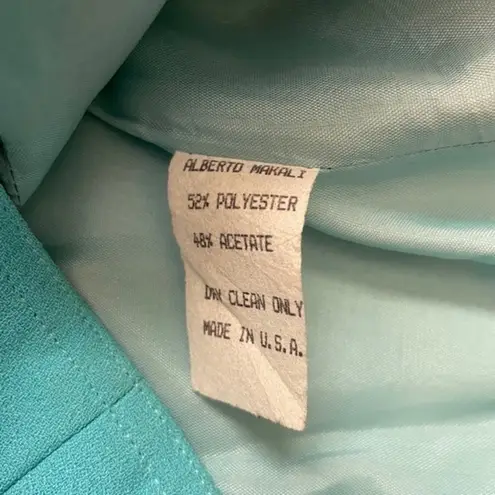 ALBERTO MAKALI
52% POLYESTER
48% ACETATE
DRY CLEAN ONLY
MADE IN U.S.A.